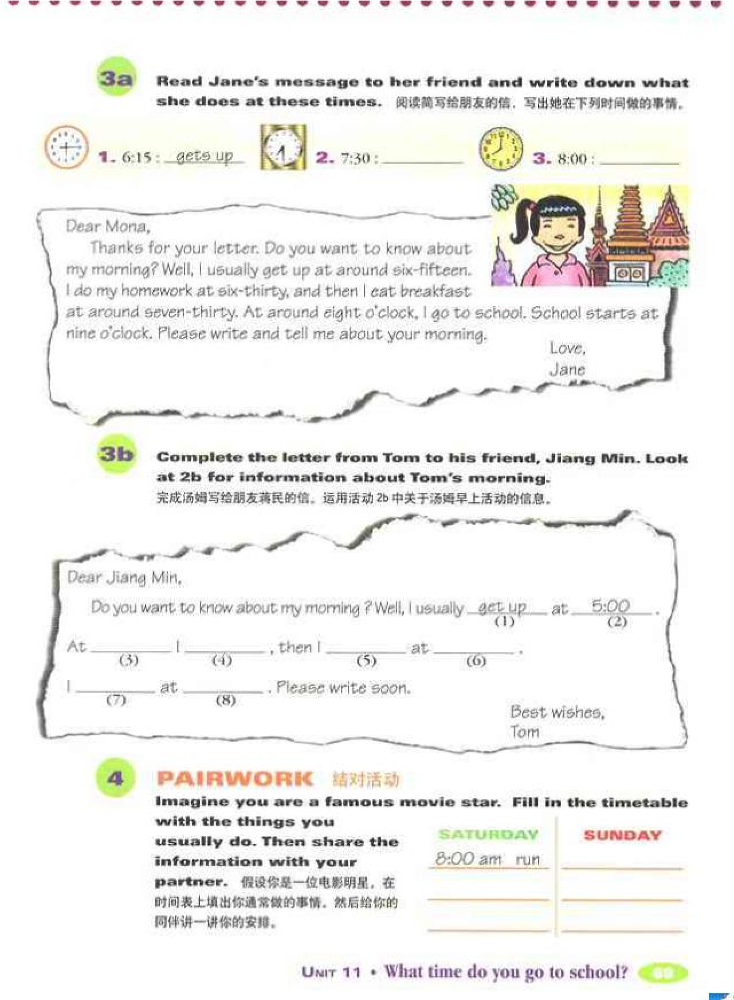 3a
Read Jane's message to her friend and write down what
she does at these times. 阅读简写给朋友的信，写出她在下列时间做的事情。
1. 6:15 : gets up 2. 7:30 : ____ 3. 8:00 : ____
Dear Mona,
Thanks for your letter. Do you want to know about
my morning? Well, I usually get up at around six-fifteen.
I do my homework at six-thirty, and then I eat breakfast
at around seven-thirty. At around eight o'clock, I go to school. School starts at
nine o'clock. Please write and tell me about your morning.
Love,
Jane
3b
Complete the letter from Tom to his friend, Jiang Min. Look
at 2b for information about Tom's morning.
完成汤姆写给朋友蒋民的信。运用活动 2b 中关于汤姆早上活动的信息。
Dear Jiang Min,
Do you want to know about my morning ? Well, I usually get up at 5:00 .
(1) (2)
At ____ I ____ , then I ____ at ____ .
(3) (4) (5) (6)
I ____ at ____ . Please write soon.
(7) (8)
Best wishes,
Tom
4 PAIRWORK 结对活动
Imagine you are a famous movie star. Fill in the timetable
with the things you
usually do. Then share the
information with your
partner. 假设你是一位电影明星。在
时间表上填出你通常做的事情。然后给你的
同伴讲一讲你的安排。
SATURDAY SUNDAY
8:00 am run
UNIT 11 • What time do you go to school? 69